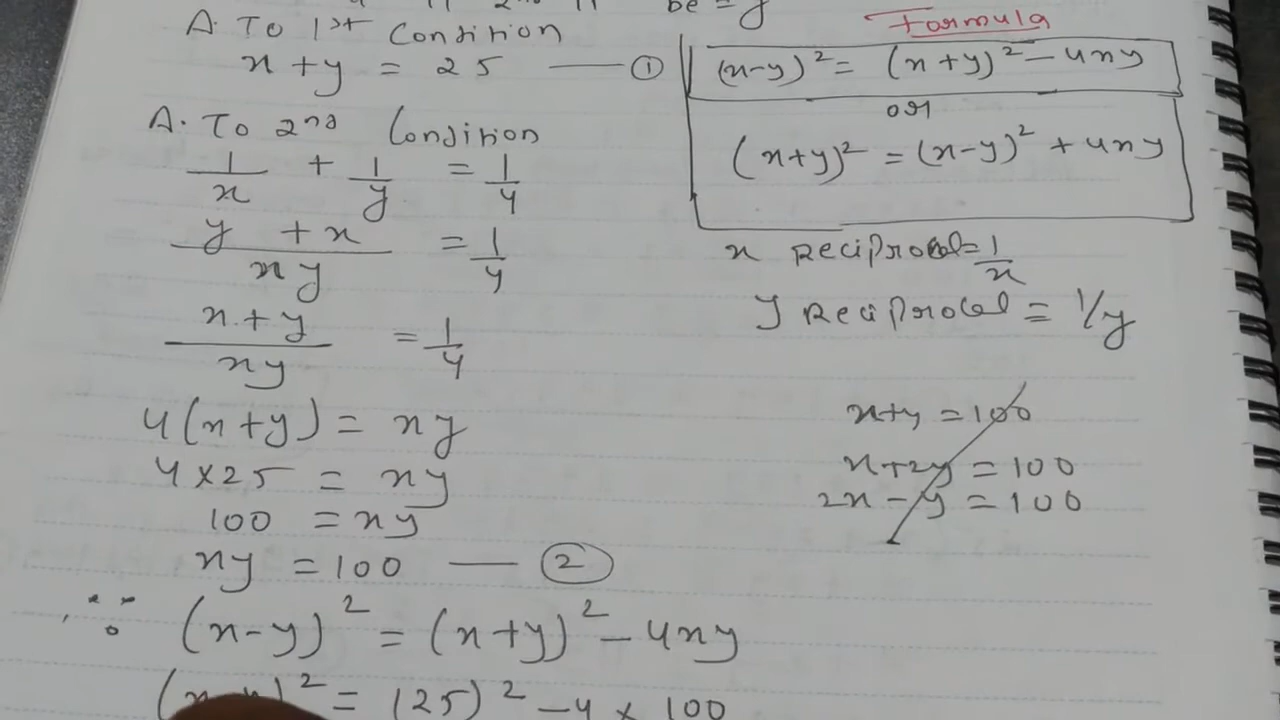 be = y
A. To 1st Condition
x + y = 25 —— ①
A. To 2nd Condition
1/x + 1/y = 1/4
y + x / xy = 1/4
x + y / xy = 1/4
4(x + y) = xy
4 × 25 = xy
100 = xy
xy = 100 —— ②
∵ (x-y)² = (x+y)² - 4xy
(x-y)² = (25)² - 4 × 100
Formula
(x-y)² = (x+y)² - 4xy
or
(x+y)² = (x-y)² + 4xy
x Reciprocal = 1/x
y Reciprocal = 1/y
x+y = 100
x+2y = 100
2x - y = 100